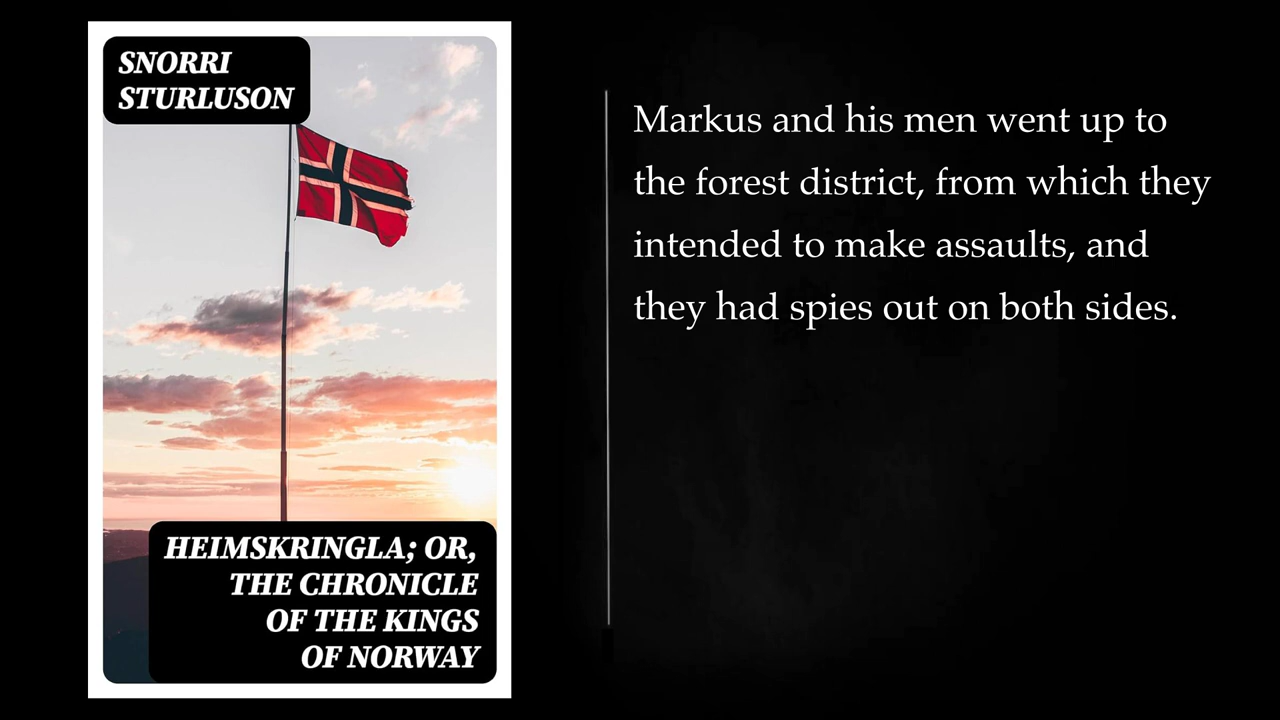 SNORRI
STURLUSON
HEIMSKRINGLA; OR,
THE CHRONICLE
OF THE KINGS
OF NORWAY
Markus and his men went up to
the forest district, from which they
intended to make assaults, and
they had spies out on both sides.